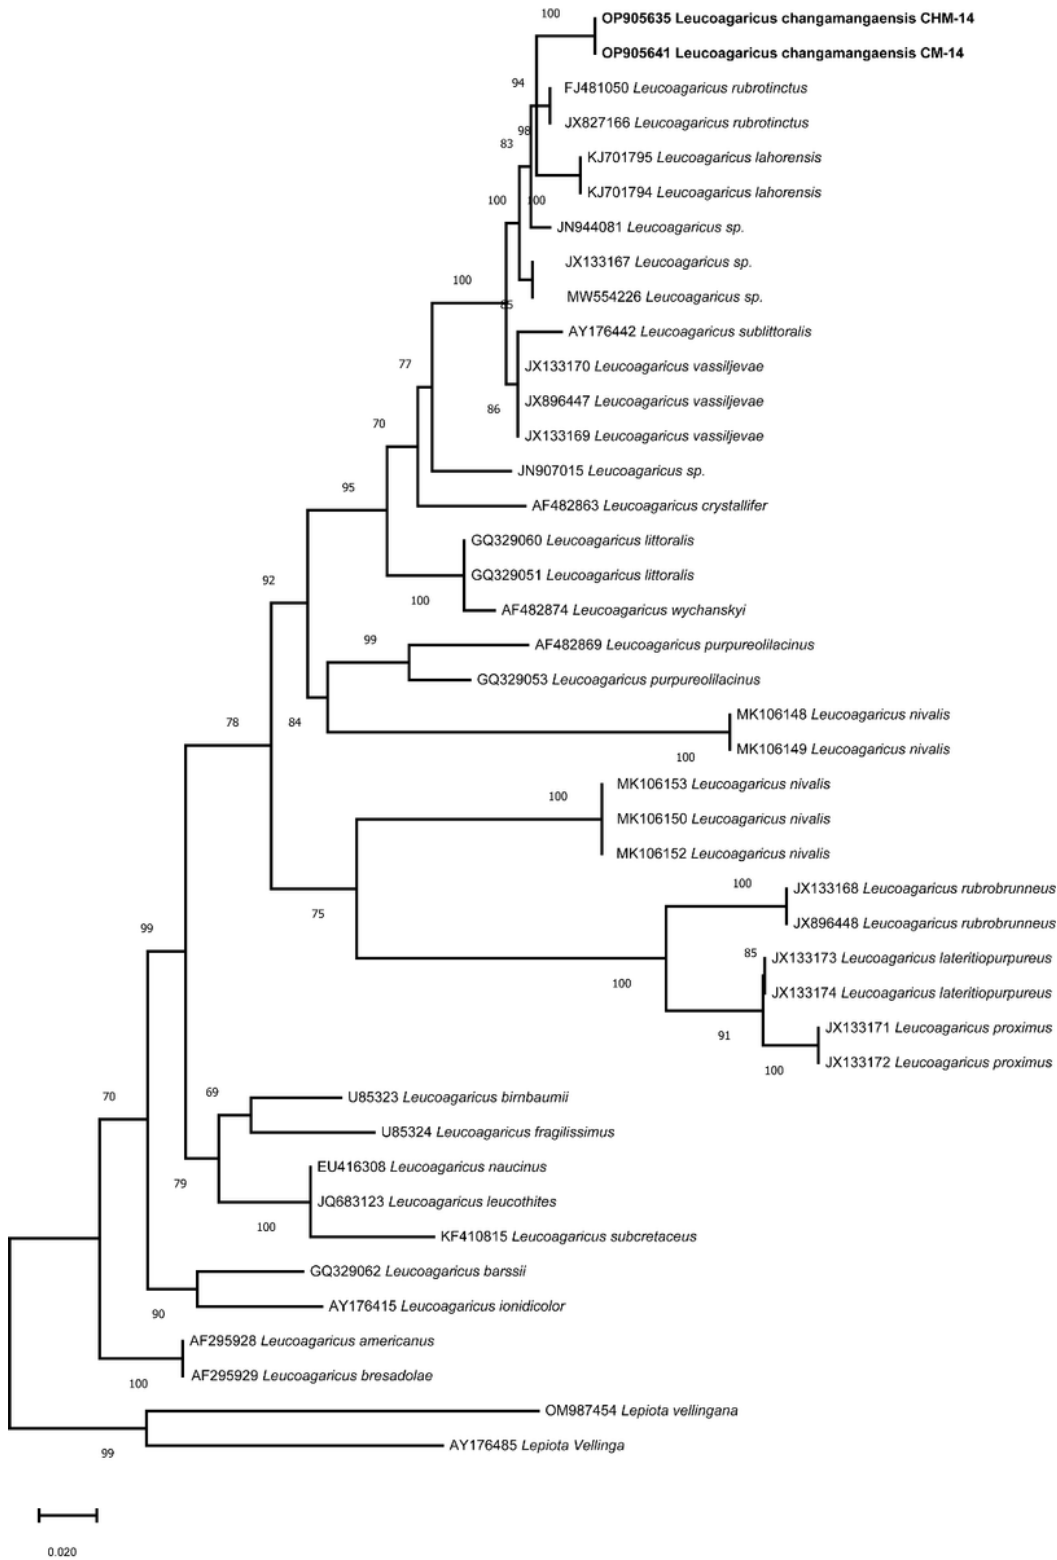 100
OP905635 Leucoagaricus changamangaensis CHM-14
OP905641 Leucoagaricus changamangaensis CM-14
94
FJ481050 Leucoagaricus rubrotinctus
JX827166 Leucoagaricus rubrotinctus
98
83
KJ701795 Leucoagaricus lahorensis
KJ701794 Leucoagaricus lahorensis
100
100
JN944081 Leucoagaricus sp.
JX133167 Leucoagaricus sp.
100
MW554226 Leucoagaricus sp.
85
AY176442 Leucoagaricus sublittoralis
77
JX133170 Leucoagaricus vassiljevae
JX896447 Leucoagaricus vassiljevae
86
70
JX133169 Leucoagaricus vassiljevae
JN907015 Leucoagaricus sp.
95
AF482863 Leucoagaricus crystallifer
GQ329060 Leucoagaricus littoralis
92
GQ329051 Leucoagaricus littoralis
100
AF482874 Leucoagaricus wychanskyi
99
AF482869 Leucoagaricus purpureolilacinus
GQ329053 Leucoagaricus purpureolilacinus
78
84
MK106148 Leucoagaricus nivalis
MK106149 Leucoagaricus nivalis
100
MK106153 Leucoagaricus nivalis
100
MK106150 Leucoagaricus nivalis
MK106152 Leucoagaricus nivalis
100
JX133168 Leucoagaricus rubrobrunneus
75
JX896448 Leucoagaricus rubrobrunneus
99
85
JX133173 Leucoagaricus lateritiopurpureus
100
JX133174 Leucoagaricus lateritiopurpureus
91
JX133171 Leucoagaricus proximus
JX133172 Leucoagaricus proximus
100
69
70
U85323 Leucoagaricus birnbaumii
U85324 Leucoagaricus fragilissimus
EU416308 Leucoagaricus naucinus
79
JQ683123 Leucoagaricus leucothites
100
KF410815 Leucoagaricus subcretaceus
GQ329062 Leucoagaricus barssii
AY176415 Leucoagaricus ionidicolor
90
AF295928 Leucoagaricus americanus
AF295929 Leucoagaricus bresadolae
100
OM987454 Lepiota vellingana
AY176485 Lepiota Vellinga
99
0.020